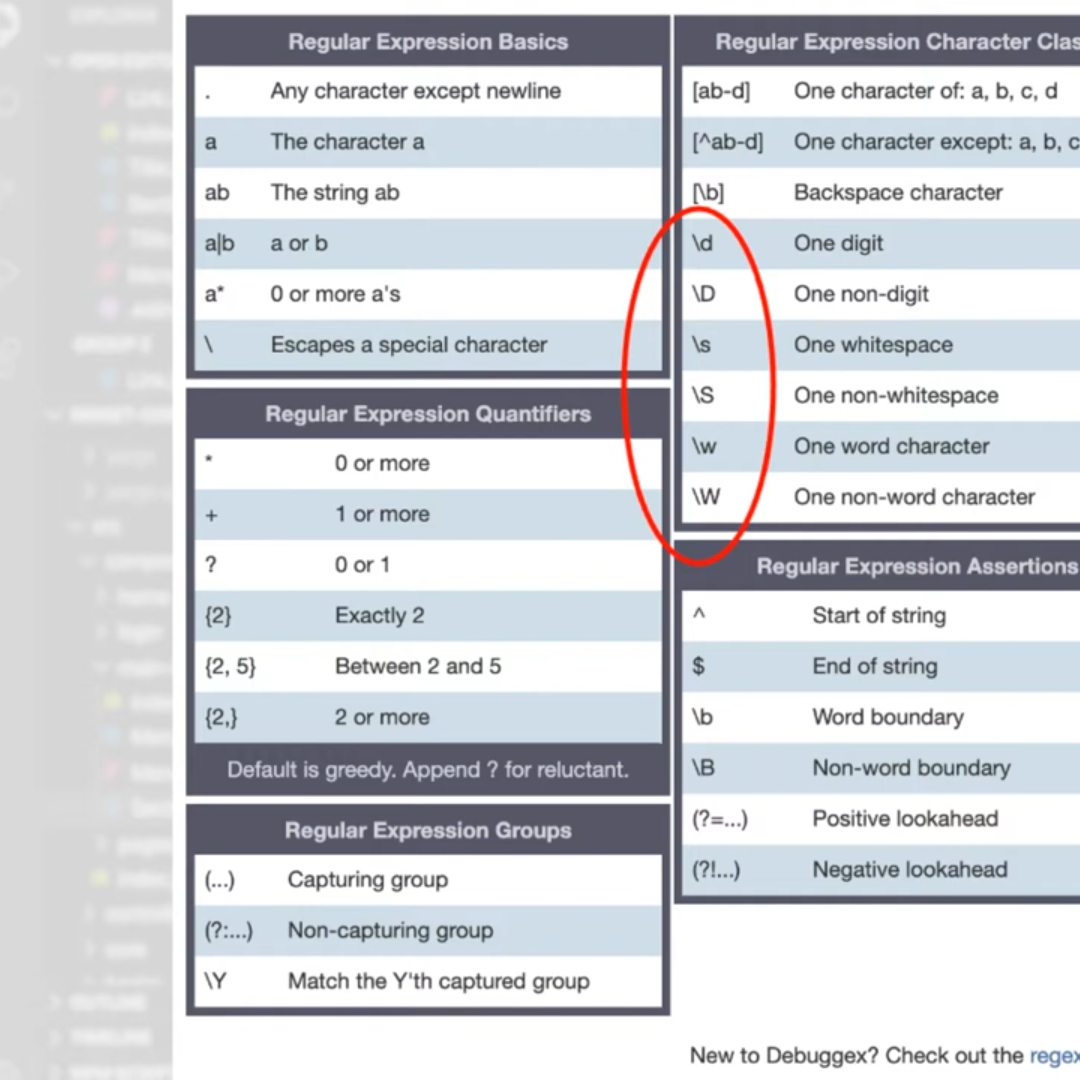 Regular Expression Basics
. Any character except newline
a The character a
ab The string ab
a|b a or b
a* 0 or more a's
\ Escapes a special character
Regular Expression Quantifiers
* 0 or more
+ 1 or more
? 0 or 1
{2} Exactly 2
{2, 5} Between 2 and 5
{2,} 2 or more
Default is greedy. Append ? for reluctant.
Regular Expression Groups
(...) Capturing group
(?:...) Non-capturing group
\Y Match the Y'th captured group
Regular Expression Character Clas
[ab-d] One character of: a, b, c, d
[^ab-d] One character except: a, b, c
[\b] Backspace character
\d One digit
\D One non-digit
\s One whitespace
\S One non-whitespace
\w One word character
\W One non-word character
Regular Expression Assertions
^ Start of string
$ End of string
\b Word boundary
\B Non-word boundary
(?=...) Positive lookahead
(?!...) Negative lookahead
New to Debuggex? Check out the regex